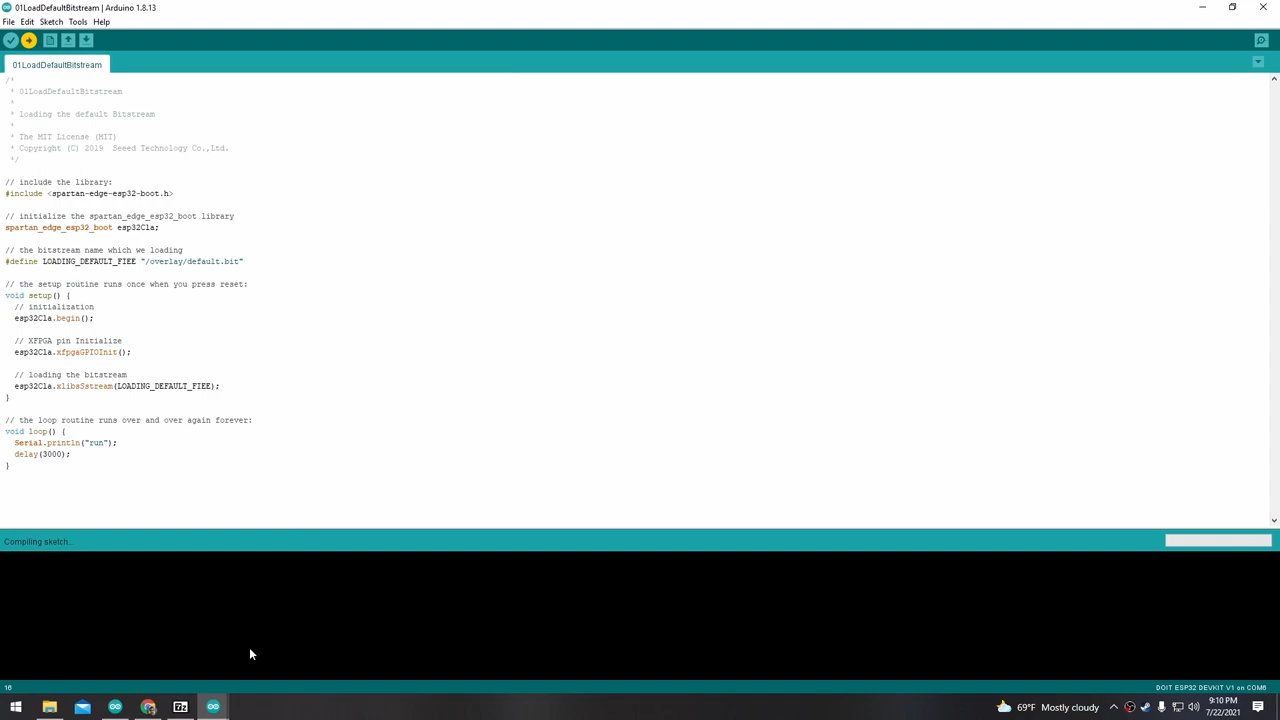 01LoadDefaultBitstream | Arduino 1.8.13
File Edit Sketch Tools Help
01LoadDefaultBitstream
/*
* 01LoadDefaultBitstream
*
* loading the default Bitstream
*
* The MIT License (MIT)
* Copyright (C) 2019 Seeed Technology Co.,Ltd.
*/
// include the library:
#include <spartan-edge-esp32-boot.h>
// initialize the spartan_edge_esp32_boot library
spartan_edge_esp32_boot esp32Cla;
// the bitstream name which we loading
#define LOADING_DEFAULT_FIEE "/overlay/default.bit"
// the setup routine runs once when you press reset:
void setup() {
// initialization
esp32Cla.begin();
// XFPGA pin Initialize
esp32Cla.xfpgaGPIOInit();
// loading the bitstream
esp32Cla.xlibsSstream(LOADING_DEFAULT_FIEE);
}
// the loop routine runs over and over again forever:
void loop() {
Serial.println("run");
delay(3000);
}
Compiling sketch...
16
DOIT ESP32 DEVKIT V1 on COM6
7z
69°F Mostly cloudy
9:10 PM
7/22/2021